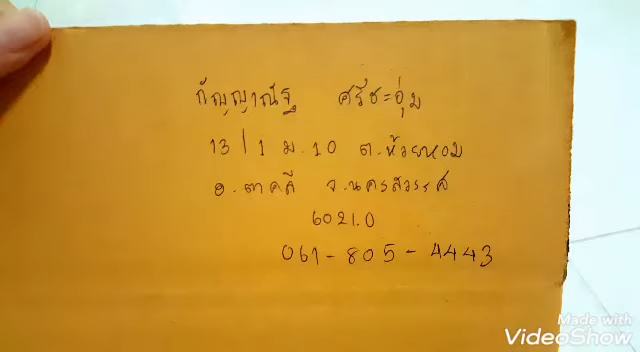 กัญญาณัฐ ศรีชะอุ่ม
13/1 ม.10 ต.ห้วยหอม
อ.ตาคลี จ.นครสวรรค์
60210
061-805-4443
Made with
VideoShow